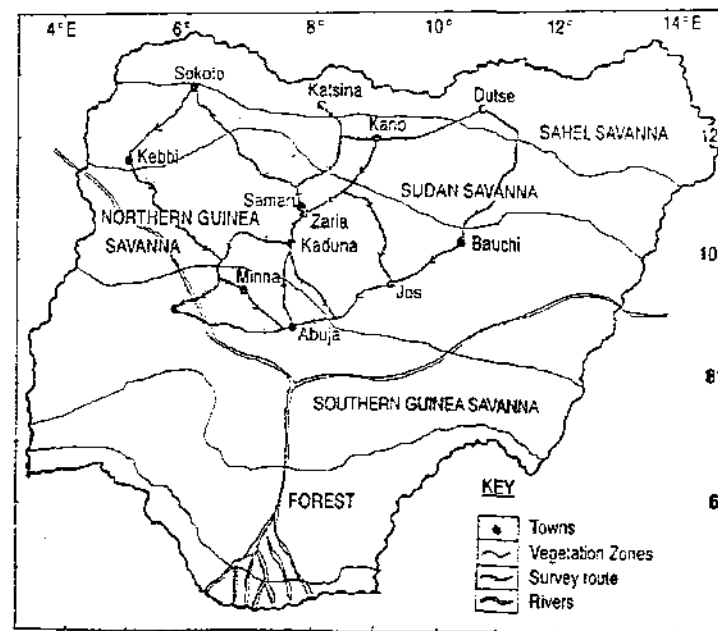 4°E 6° 8° 10° 12° 14°E
Sokoto
Katsina
Dutse
Kano
SAHEL SAVANNA
12
Kebbi
Samaru
SUDAN SAVANNA
Zaria
NORTHERN GUINEA
SAVANNA
Kaduna
Bauchi
10
Minna
Jos
Abuja
8
SOUTHERN GUINEA SAVANNA
KEY
FOREST
6
Towns
Vegetation Zones
Survey route
Rivers